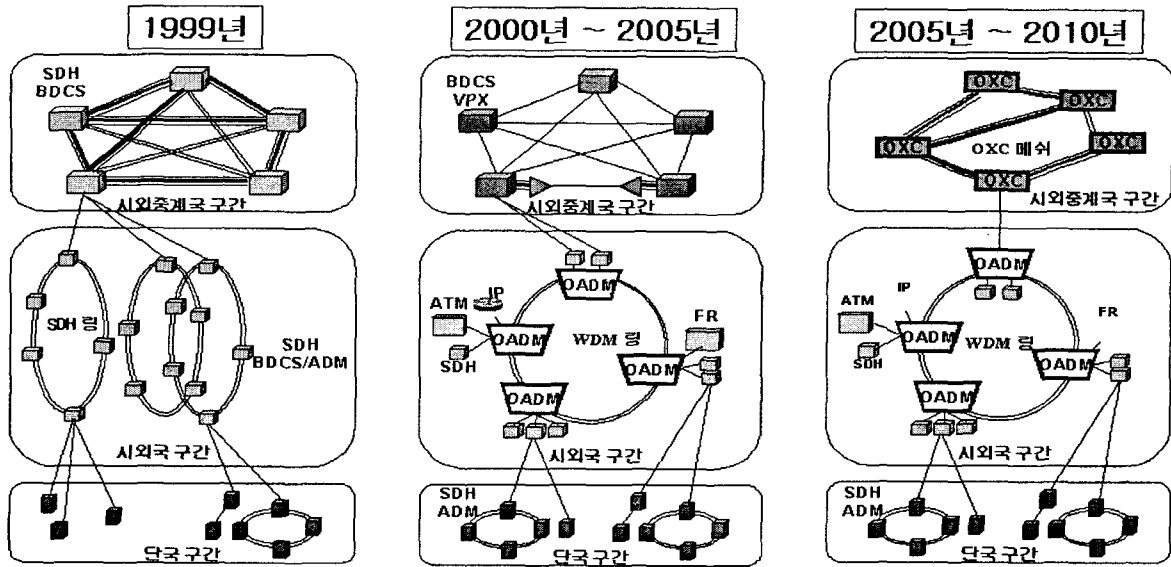 1999년
SDH
BDCS
시외중계국 구간
SDH 링
SDH
BDCS/ADM
시외국 구간
단국 구간
2000년 ~ 2005년
BDCS
VPX
시외중계국 구간
OADM
IP
ATM
OADM
SDH
WDM 링
FR
OADM
OADM
시외국 구간
SDH
ADM
단국 구간
2005년 ~ 2010년
OXC
OXC
OXC
OXC 메쉬
OXC
OXC
시외중계국 구간
OADM
IP
ATM
OADM
SDH
WDM 링
FR
OADM
OADM
시외국 구간
SDH
ADM
단국 구간